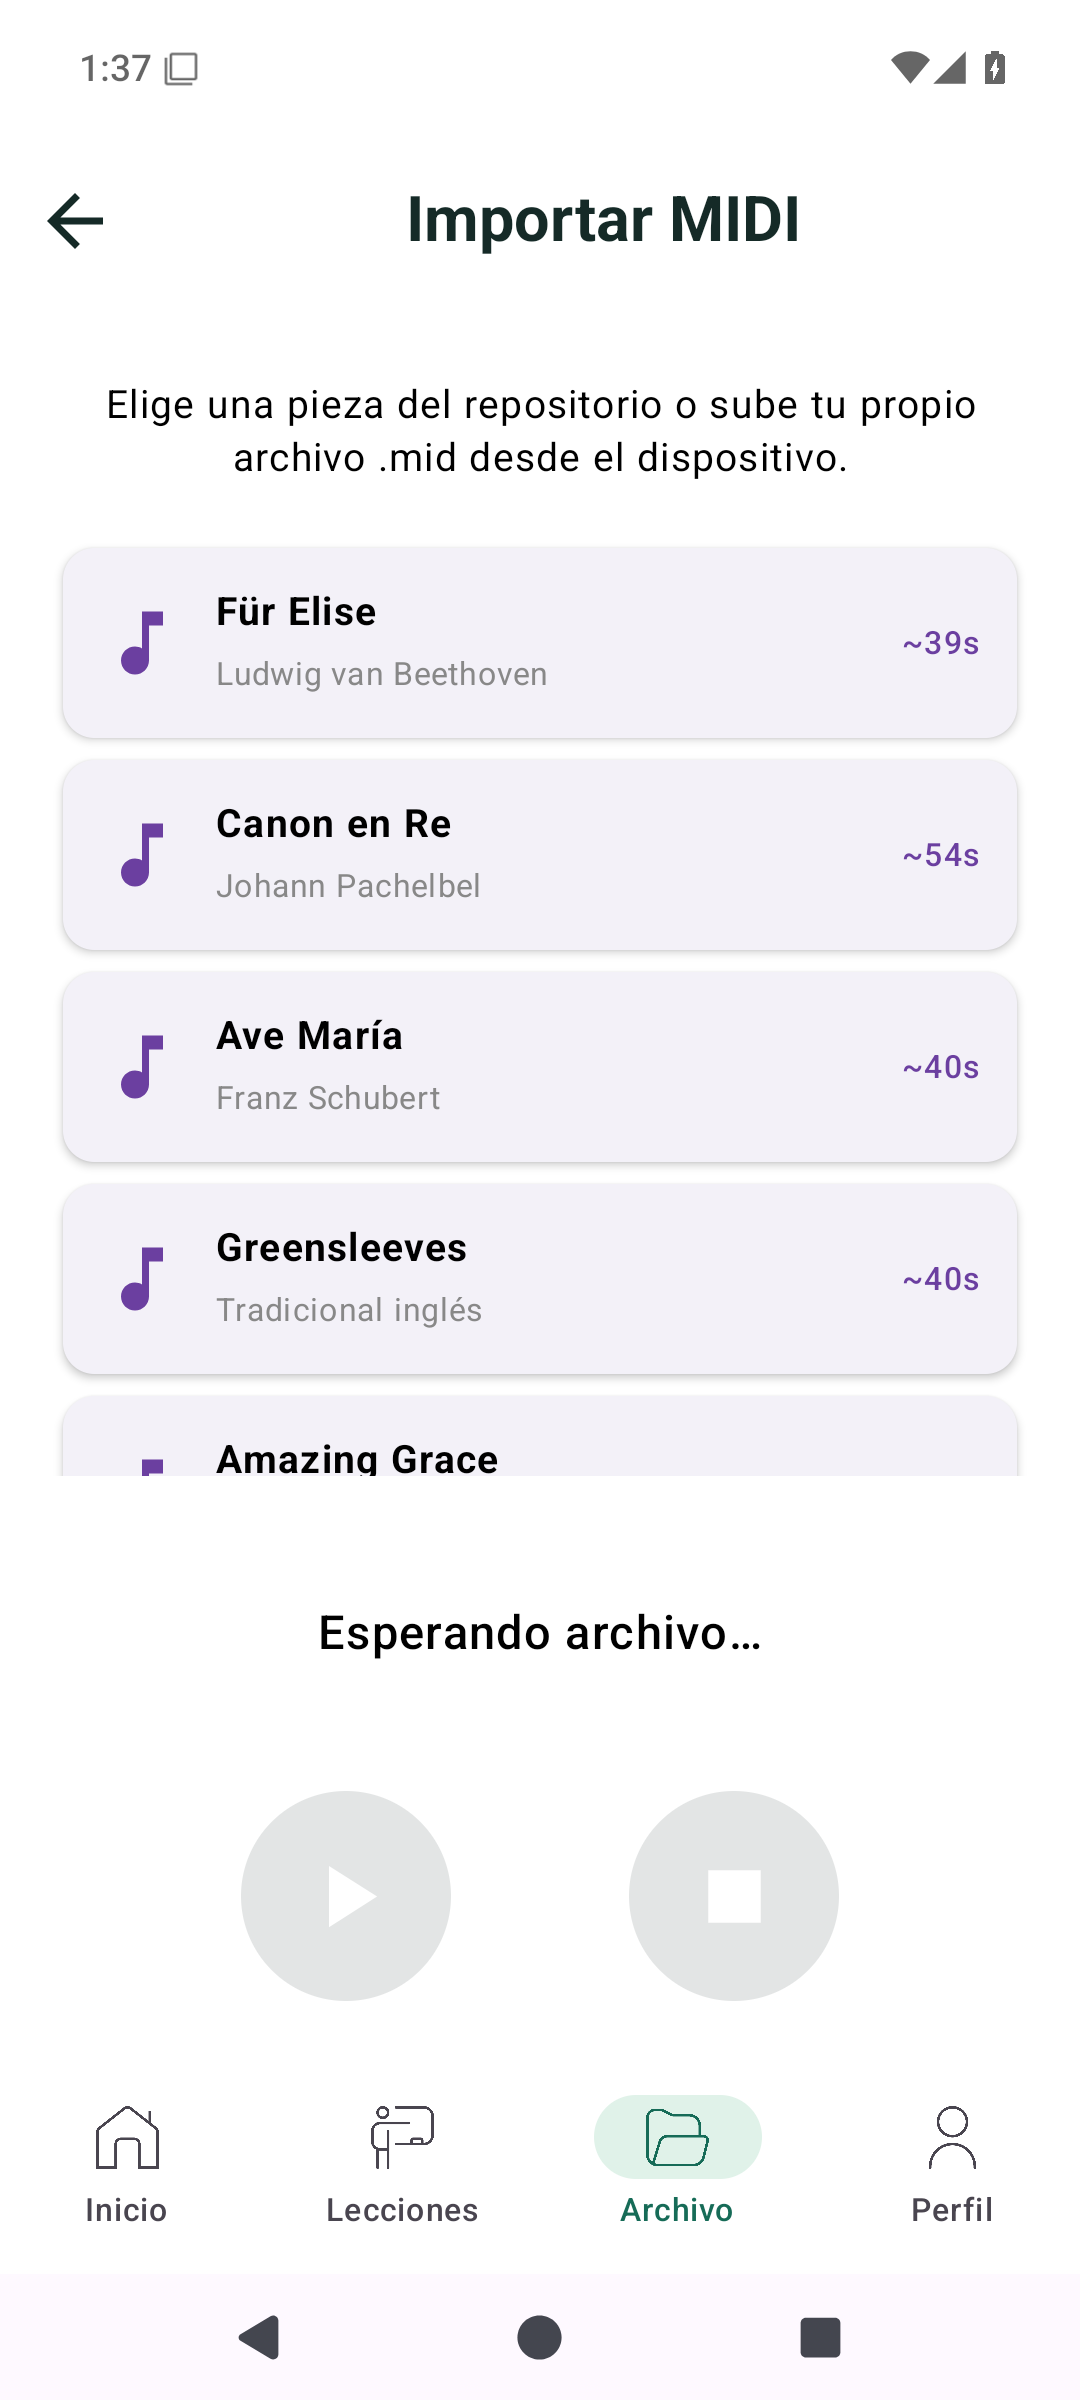 1:37
Importar MIDI
Elige una pieza del repositorio o sube tu propio
archivo .mid desde el dispositivo.
Für Elise
Ludwig van Beethoven
~39s
Canon en Re
Johann Pachelbel
~54s
Ave María
Franz Schubert
~40s
Greensleeves
Tradicional inglés
~40s
Amazing Grace
Esperando archivo…
Inicio
Lecciones
Archivo
Perfil